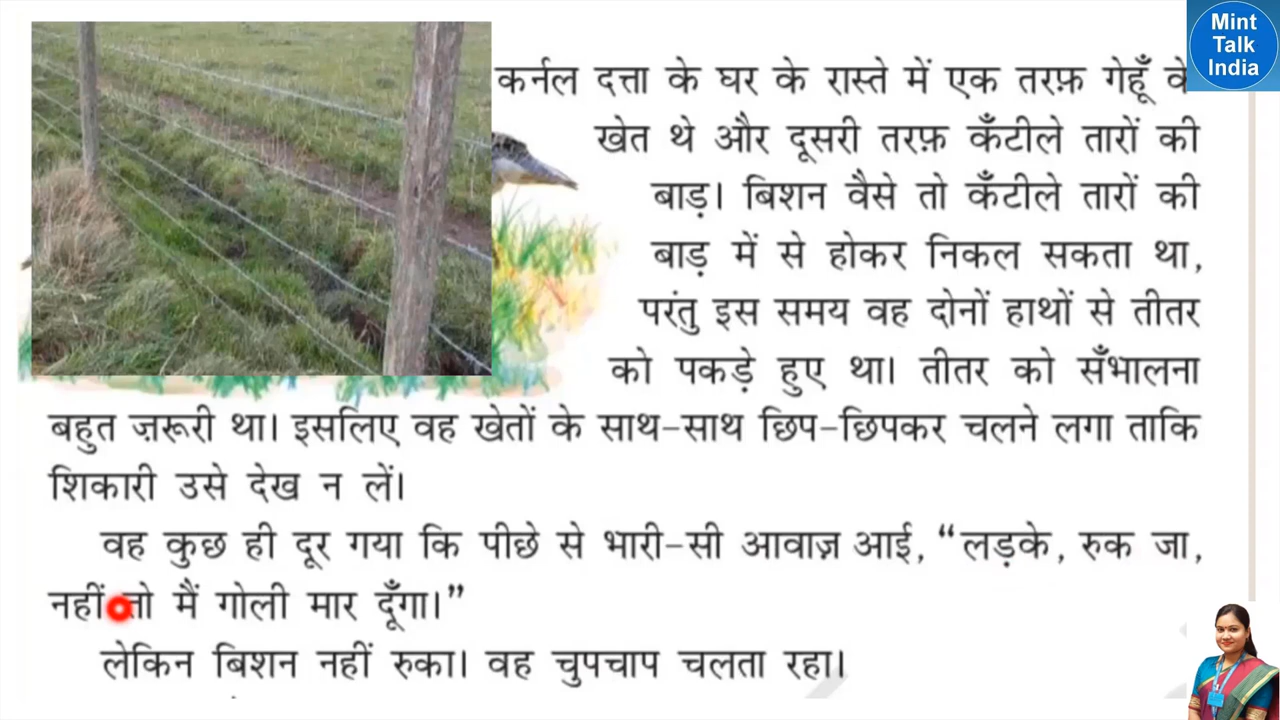 Mint
Talk
India
कर्नल दत्ता के घर के रास्ते में एक तरफ़ गेहूँ के
खेत थे और दूसरी तरफ़ कँटीले तारों की
बाड़। बिशन वैसे तो कँटीले तारों की
बाड़ में से होकर निकल सकता था,
परंतु इस समय वह दोनों हाथों से तीतर
को पकड़े हुए था। तीतर को सँभालना
बहुत ज़रूरी था। इसलिए वह खेतों के साथ-साथ छिप-छिपकर चलने लगा ताकि
शिकारी उसे देख न लें।
वह कुछ ही दूर गया कि पीछे से भारी-सी आवाज़ आई, “लड़के, रुक जा,
नहीं तो मैं गोली मार दूँगा।”
लेकिन बिशन नहीं रुका। वह चुपचाप चलता रहा।